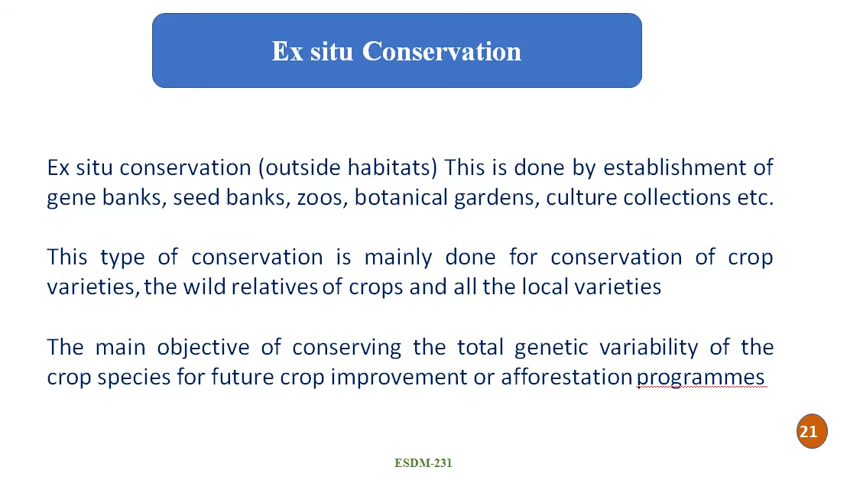 Ex situ Conservation
Ex situ conservation (outside habitats) This is done by establishment of
gene banks, seed banks, zoos, botanical gardens, culture collections etc.
This type of conservation is mainly done for conservation of crop
varieties, the wild relatives of crops and all the local varieties
The main objective of conserving the total genetic variability of the
crop species for future crop improvement or afforestation programmes
21
ESDM-231